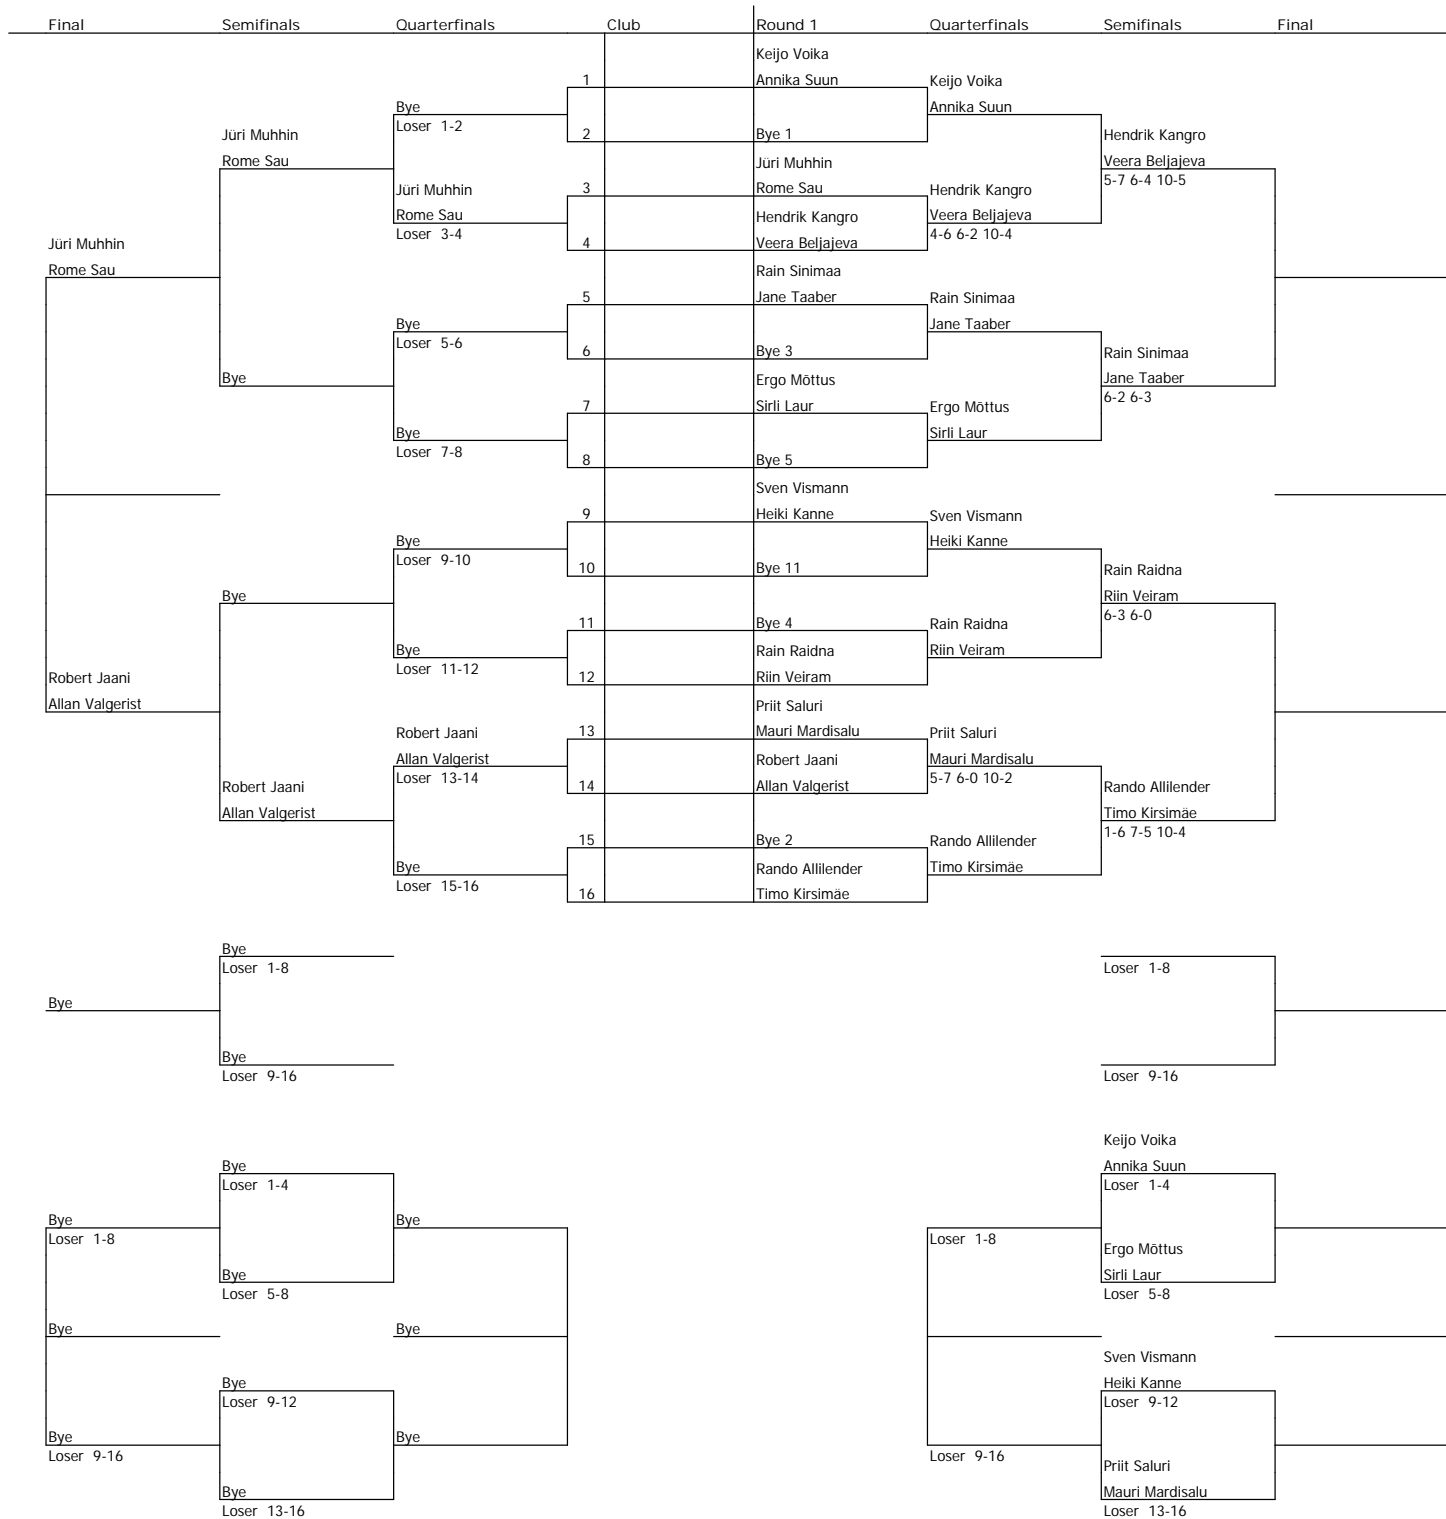 Final Semifinals Quarterfinals Club Round 1 Quarterfinals Semifinals Final
Keijo Voika
1 Annika Suun Keijo Voika
Bye Annika Suun
Loser 1-2
Jüri Muhhin 2 Bye 1 Hendrik Kangro
Rome Sau Jüri Muhhin Veera Beljajeva
5-7 6-4 10-5
Jüri Muhhin 3 Rome Sau Hendrik Kangro
Rome Sau Hendrik Kangro Veera Beljajeva
Loser 3-4 4-6 6-2 10-4
Jüri Muhhin 4 Veera Beljajeva
Rome Sau Rain Sinimaa
5 Jane Taaber Rain Sinimaa
Bye Jane Taaber
Loser 5-6
6 Bye 3 Rain Sinimaa
Bye Ergo Mõttus Jane Taaber
6-2 6-3
7 Sirli Laur Ergo Mõttus
Bye Sirli Laur
Loser 7-8
8 Bye 5
Sven Vismann
9 Heiki Kanne Sven Vismann
Bye Heiki Kanne
Loser 9-10
10 Bye 11 Rain Raidna
Bye Riin Veiram
6-3 6-0
11 Bye 4 Rain Raidna
Bye Rain Raidna Riin Veiram
Loser 11-12
Robert Jaani 12 Riin Veiram
Allan Valgerist Priit Saluri
Robert Jaani 13 Mauri Mardisalu Priit Saluri
Allan Valgerist Robert Jaani Mauri Mardisalu
Loser 13-14 5-7 6-0 10-2
Robert Jaani 14 Allan Valgerist Rando Allilender
Allan Valgerist Timo Kirsimäe
1-6 7-5 10-4
15 Bye 2 Rando Allilender
Bye Rando Allilender Timo Kirsimäe
Loser 15-16
16 Timo Kirsimäe
Bye
Loser 1-8 Loser 1-8
Bye
Bye
Loser 9-16 Loser 9-16
Keijo Voika
Bye Annika Suun
Loser 1-4 Loser 1-4
Bye Bye
Loser 1-8 Loser 1-8
Ergo Mõttus
Bye Sirli Laur
Loser 5-8 Loser 5-8
Bye Bye
Sven Vismann
Bye Heiki Kanne
Loser 9-12 Loser 9-12
Bye Bye
Loser 9-16 Loser 9-16
Priit Saluri
Bye Mauri Mardisalu
Loser 13-16 Loser 13-16